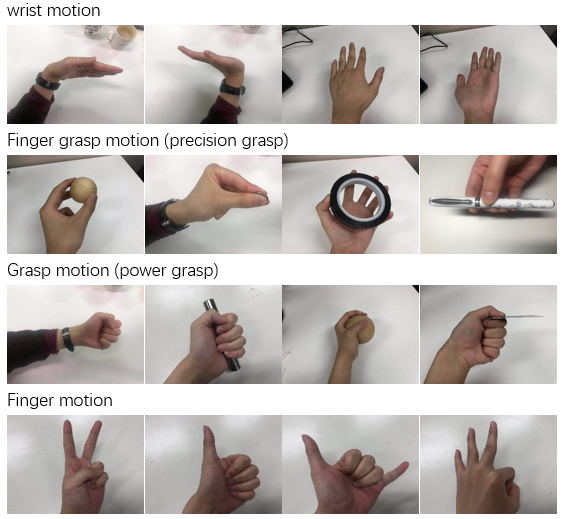 wrist motion
Finger grasp motion (precision grasp)
Grasp motion (power grasp)
Finger motion